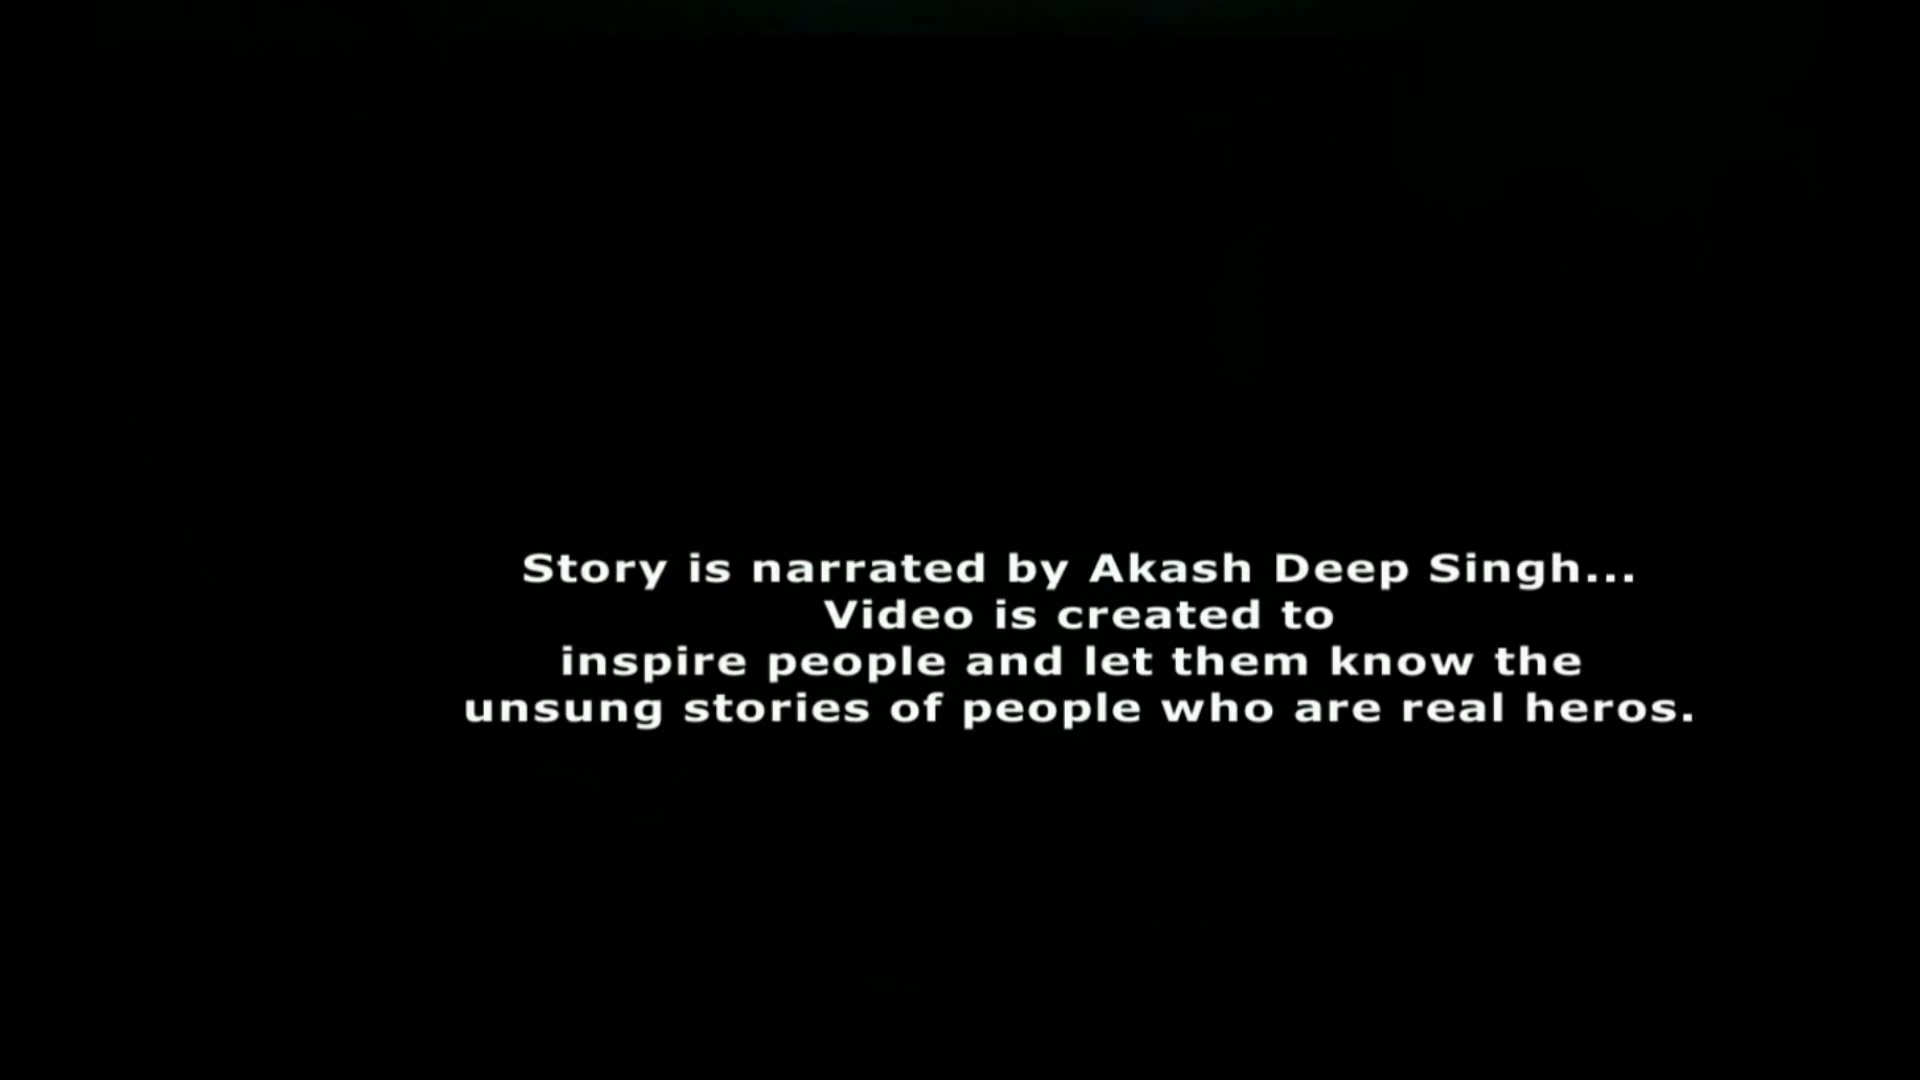 Story is narrated by Akash Deep Singh...
Video is created to
inspire people and let them know the
unsung stories of people who are real heros.